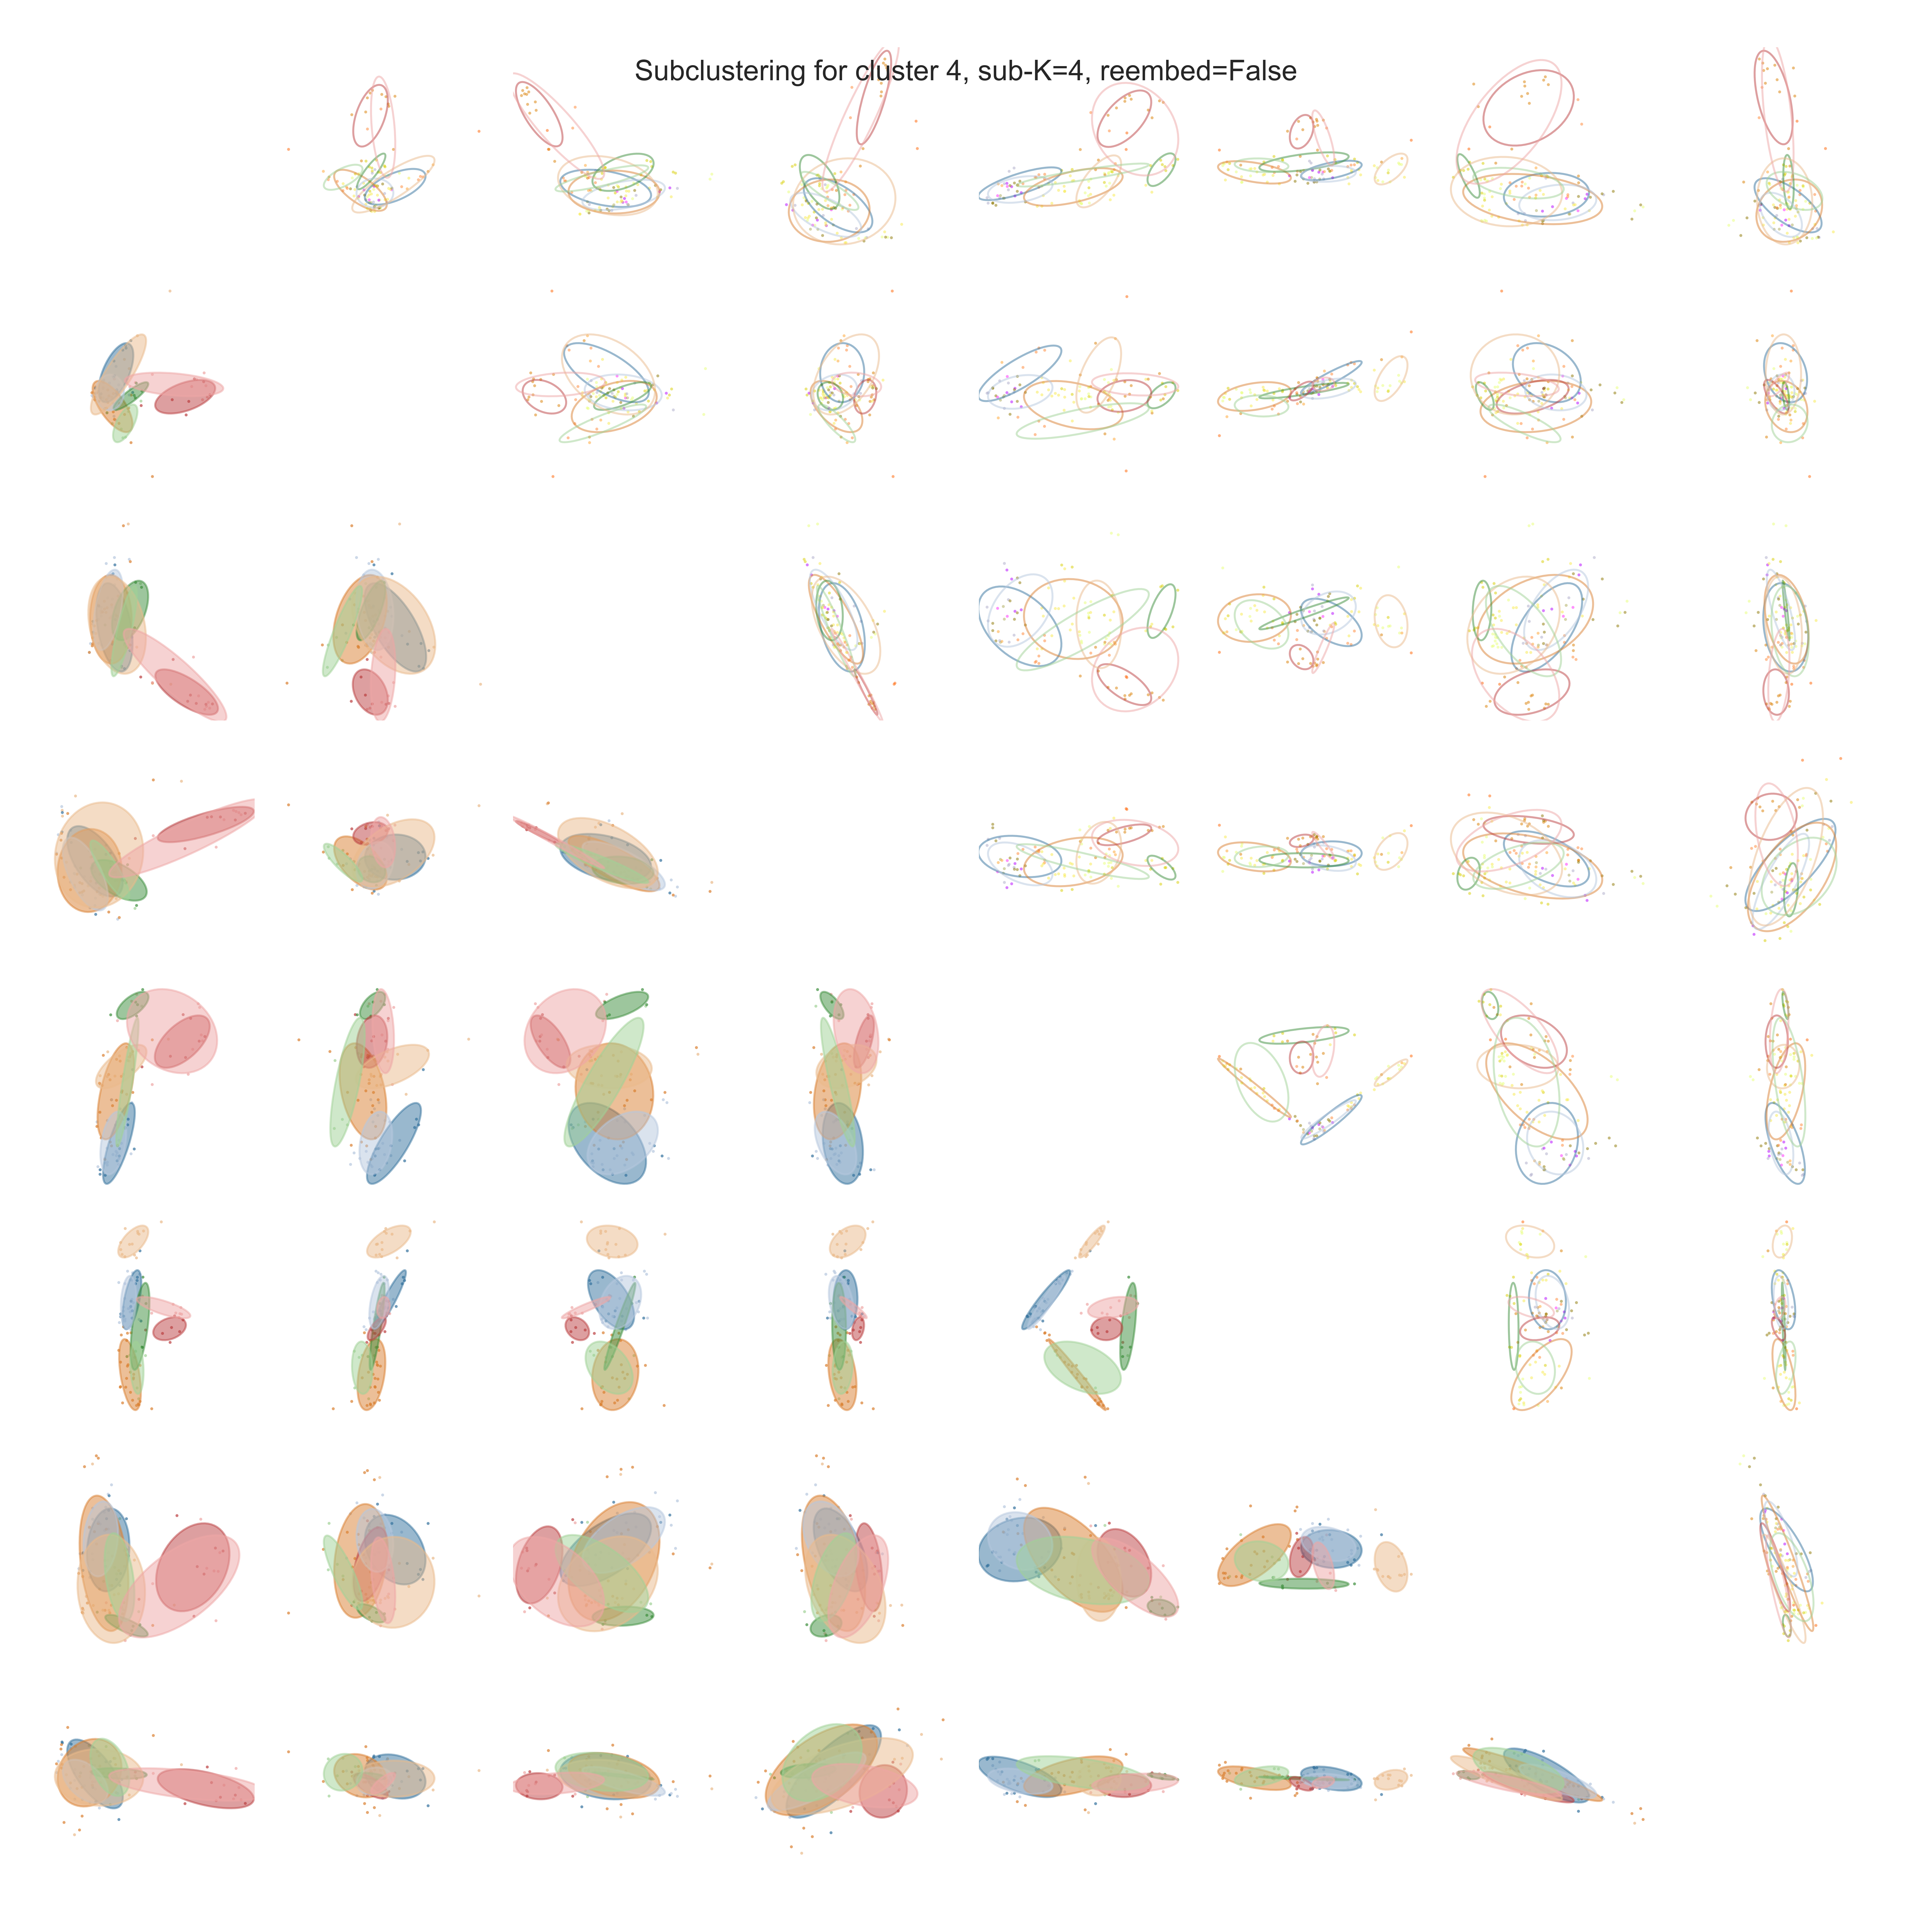 Subclustering for cluster 4, sub-K=4, reembed=False